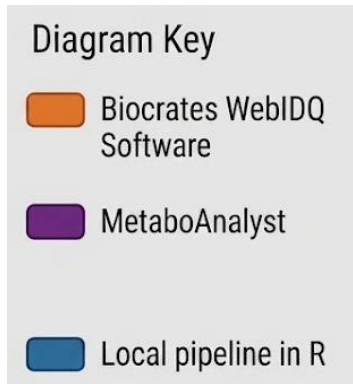 Diagram Key
Biocrates WebIDQ
Software
MetaboAnalyst
Local pipeline in R